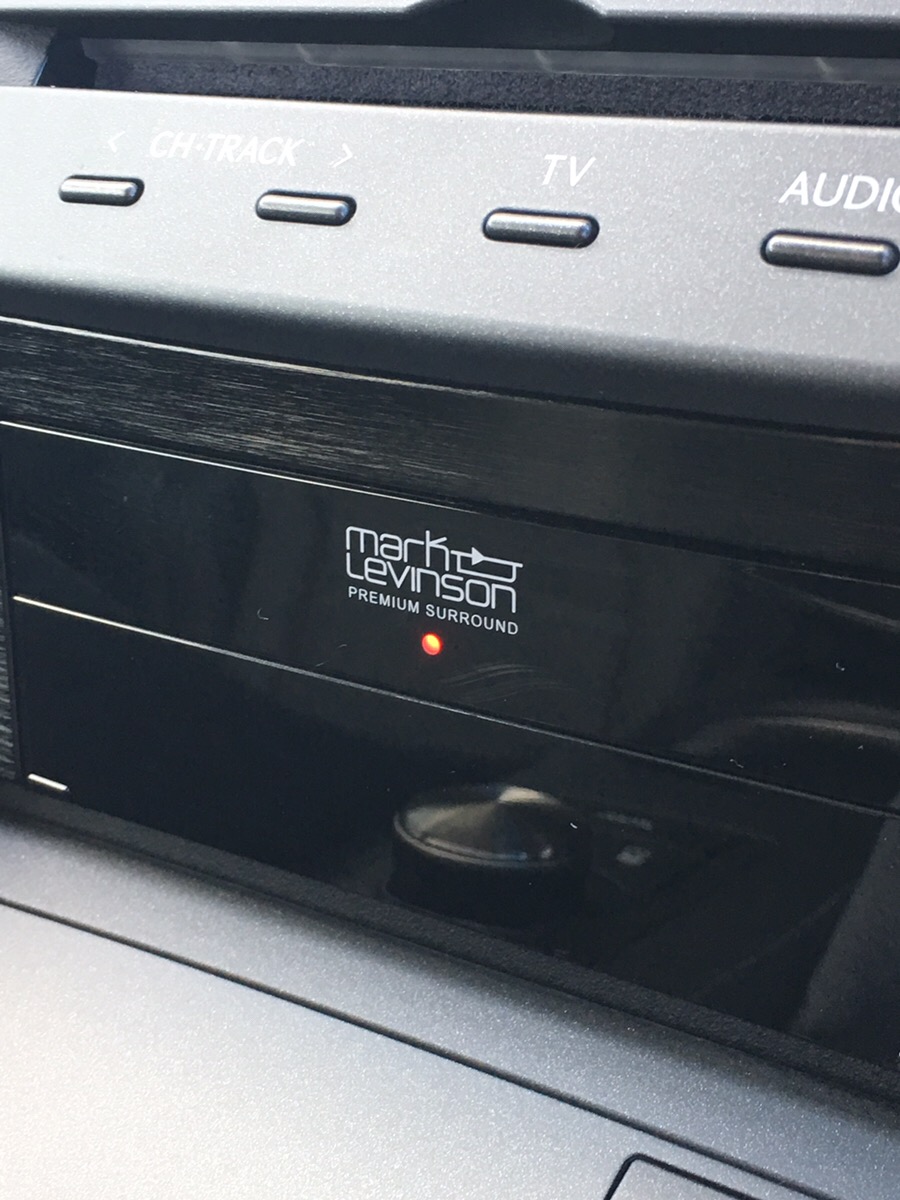 < CH·TRACK >
TV
AUDIO
mark
Levinson
PREMIUM SURROUND